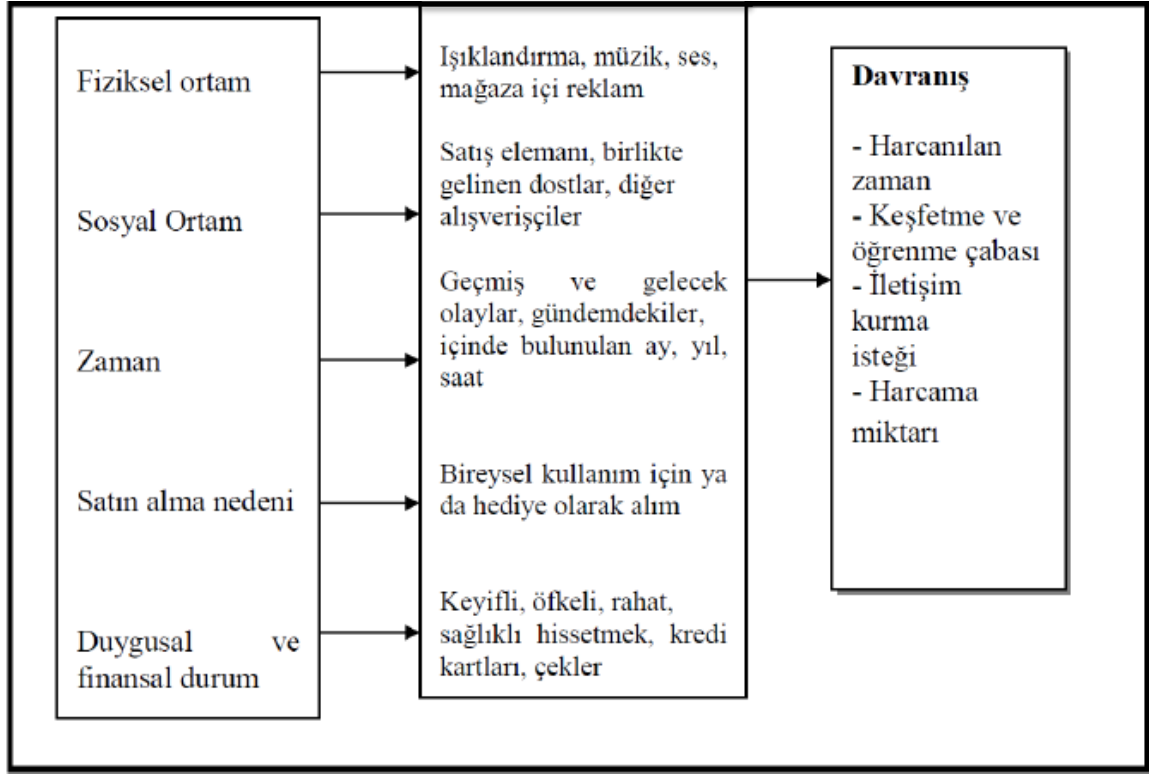 Fiziksel ortam
Işıklandırma, müzik, ses,
mağaza içi reklam
Sosyal Ortam
Satış elemanı, birlikte
gelinen dostlar, diğer
alışverişçiler
Zaman
Geçmiş ve gelecek
olaylar, gündemdekiler,
içinde bulunulan ay, yıl,
saat
Satın alma nedeni
Bireysel kullanım için ya
da hediye olarak alım
Duygusal ve
finansal durum
Keyifli, öfkeli, rahat,
sağlıklı hissetmek, kredi
kartları, çekler
Davranış
- Harcanılan
zaman
- Keşfetme ve
öğrenme çabası
- İletişim
kurma
isteği
- Harcama
miktarı